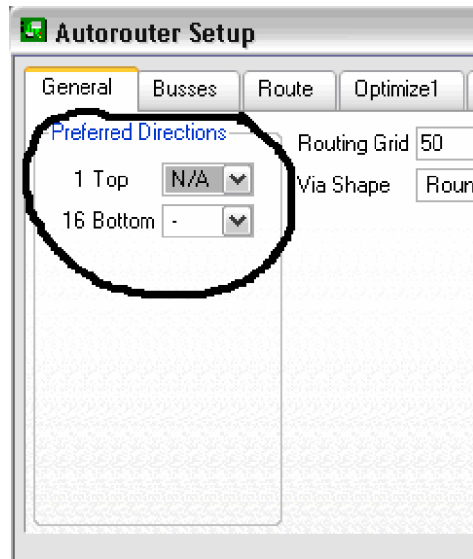 Autorouter Setup
General Busses Route Optimize1
Preferred Directions
1 Top N/A
16 Bottom -
Routing Grid 50
Via Shape